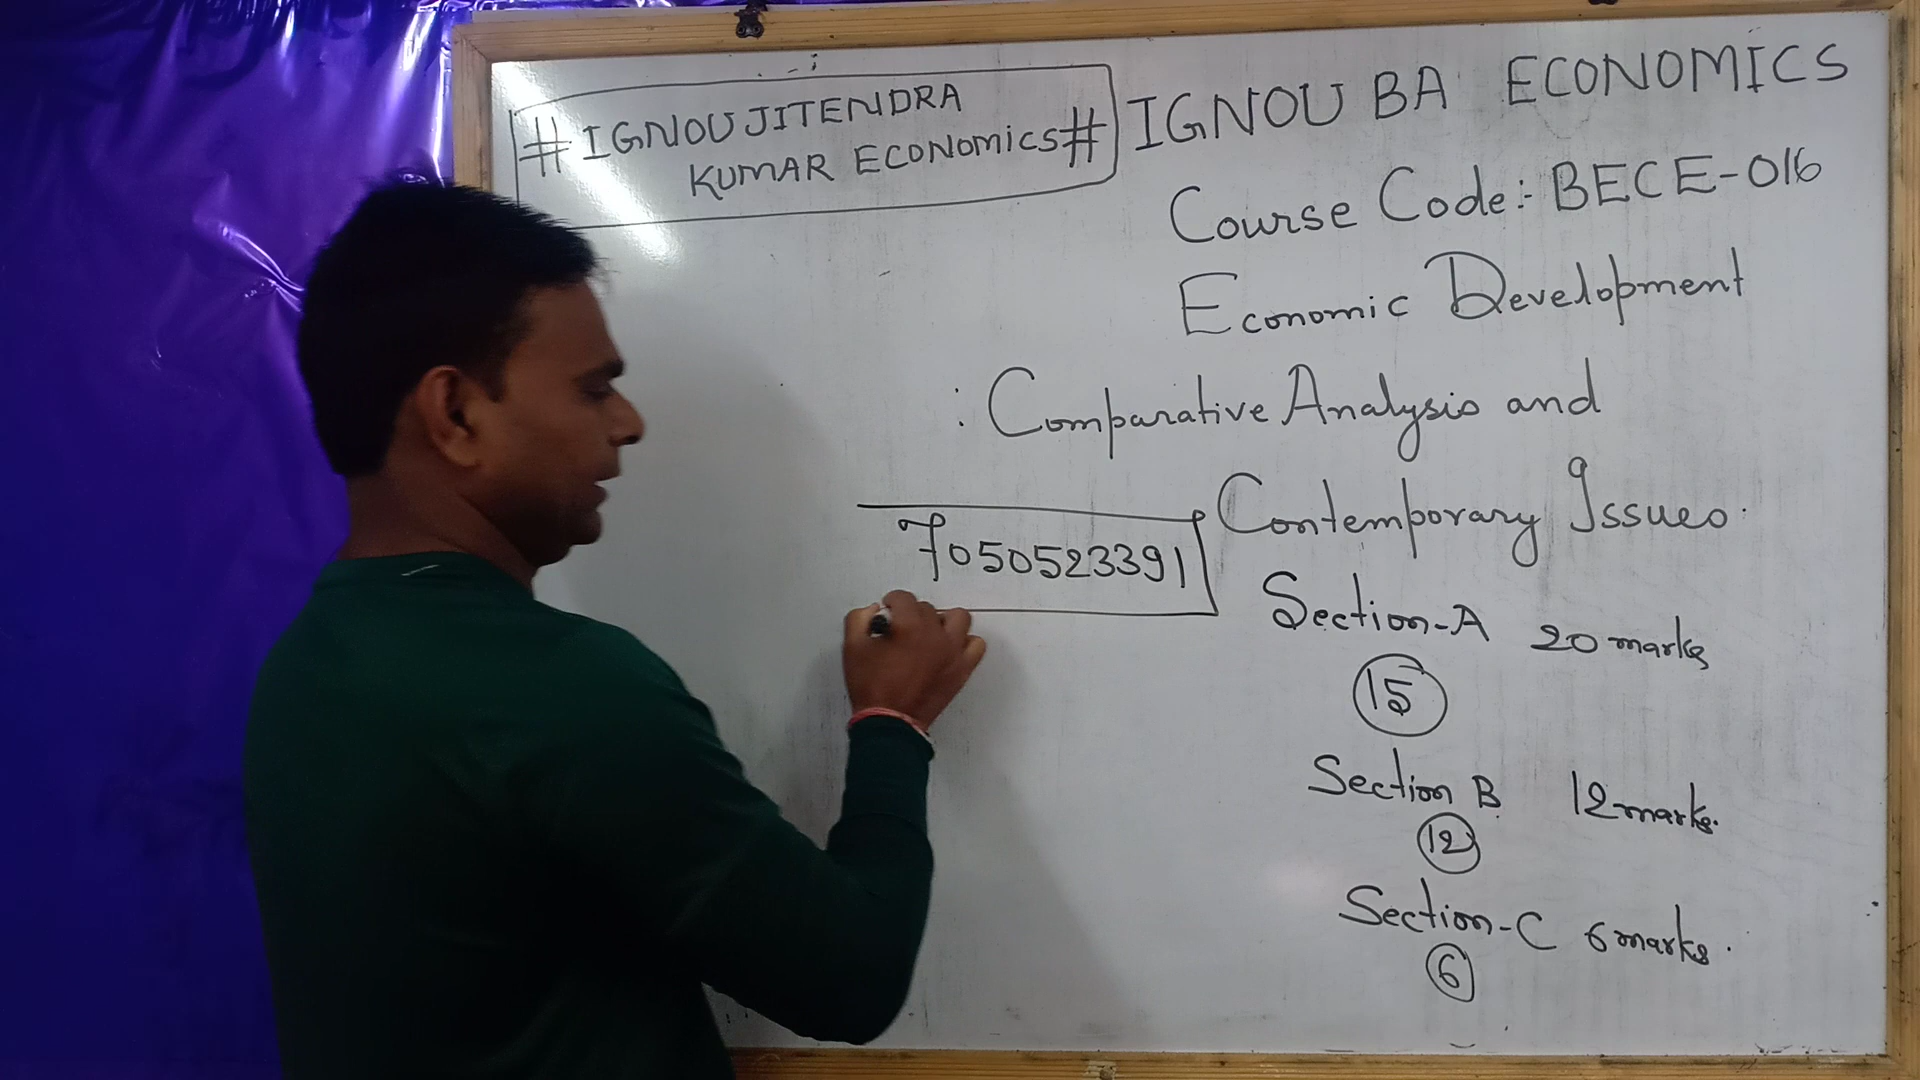 #IGNOU JITENDRA
KUMAR ECONOMICS#
IGNOU BA ECONOMICS
Course Code:- BECE-016
Economic Development
: Comparative Analysis and
Contemporary Issues.
7050523391
Section-A 20 marks
15
Section B 12 marks.
12
Section-C 6 marks.
6